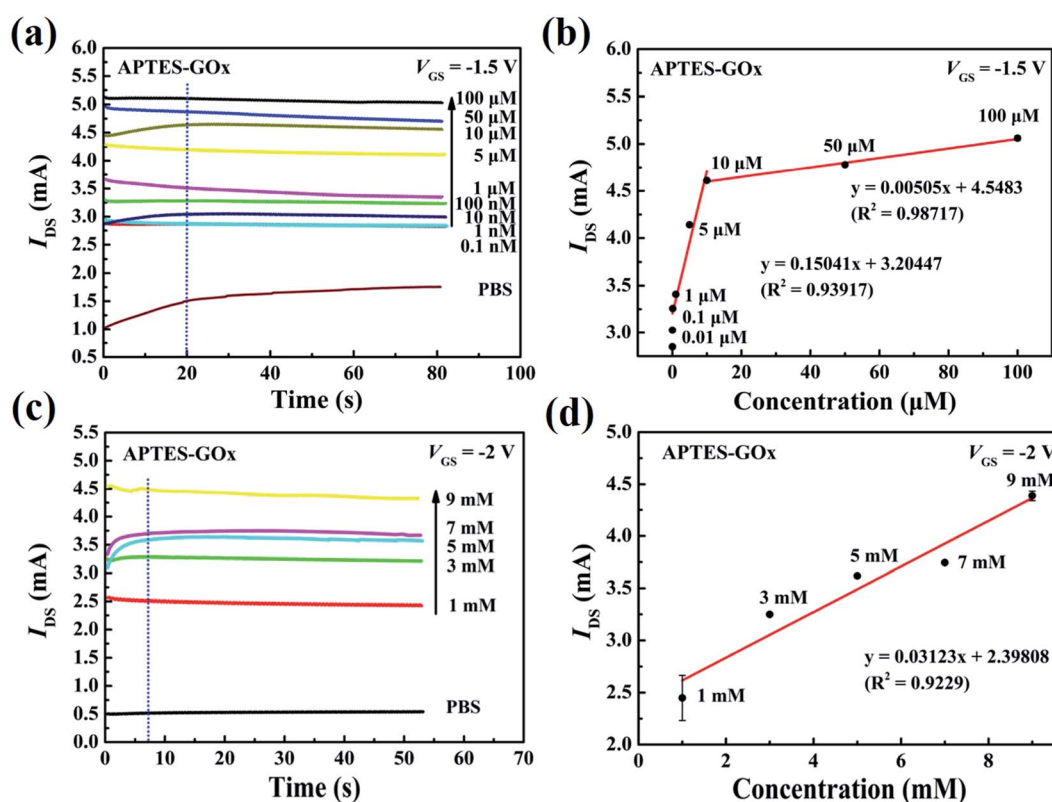 (a)
APTES-GOx
V_GS = -1.5 V
6.0
5.5
5.0
4.5
4.0
3.5
3.0
2.5
2.0
1.5
1.0
0.5
I_DS (mA)
100 μM
50 μM
10 μM
5 μM
1 μM
100 nM
10 nM
1 nM
0.1 nM
PBS
0 20 40 60 80 100
Time (s)
(b)
APTES-GOx
V_GS = -1.5 V
6.0
5.5
5.0
4.5
4.0
3.5
3.0
I_DS (mA)
100 μM
50 μM
10 μM
y = 0.00505x + 4.5483
(R² = 0.98717)
5 μM
y = 0.15041x + 3.20447
(R² = 0.93917)
1 μM
0.1 μM
0.01 μM
0 20 40 60 80 100
Concentration (μM)
(c)
APTES-GOx
V_GS = -2 V
5.5
5.0
4.5
4.0
3.5
3.0
2.5
2.0
1.5
1.0
0.5
0.0
I_DS (mA)
9 mM
7 mM
5 mM
3 mM
1 mM
PBS
0 10 20 30 40 50 60 70
Time (s)
(d)
APTES-GOx
V_GS = -2 V
5.0
4.5
4.0
3.5
3.0
2.5
2.0
I_DS (mA)
9 mM
5 mM
7 mM
3 mM
y = 0.03123x + 2.39808
(R² = 0.9229)
1 mM
2 4 6 8
Concentration (mM)